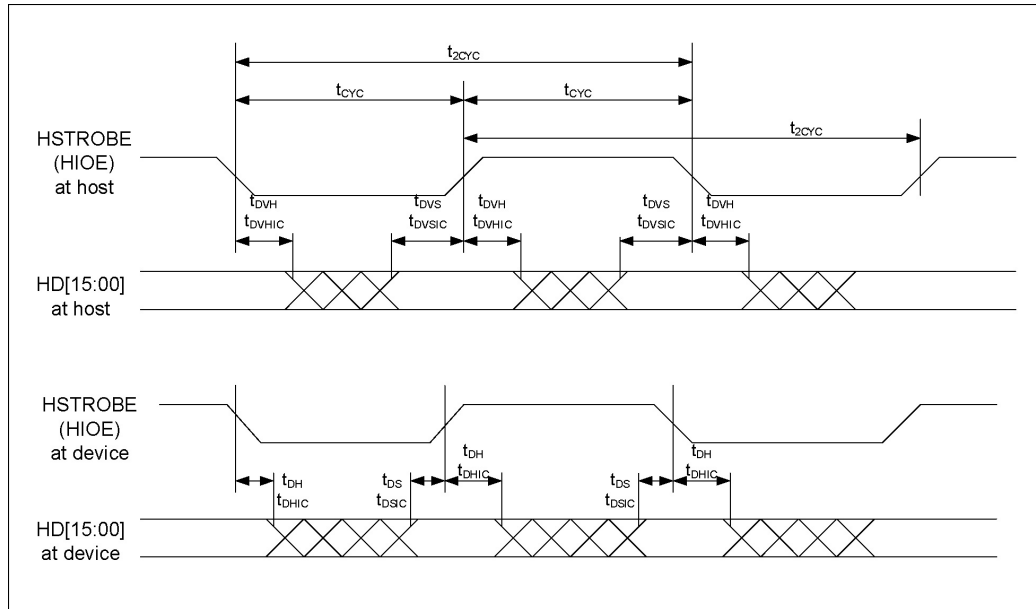 t2CYC
tCYC tCYC
t2CYC
HSTROBE
(HIOE)
at host
tDVH tDVS tDVH tDVS tDVH
tDVHIC tDVSIC tDVHIC tDVSIC tDVHIC
HD[15:00]
at host
HSTROBE
(HIOE)
at device
tDH tDS tDH tDS tDH
tDHIC tDSIC tDHIC tDSIC tDHIC
HD[15:00]
at device